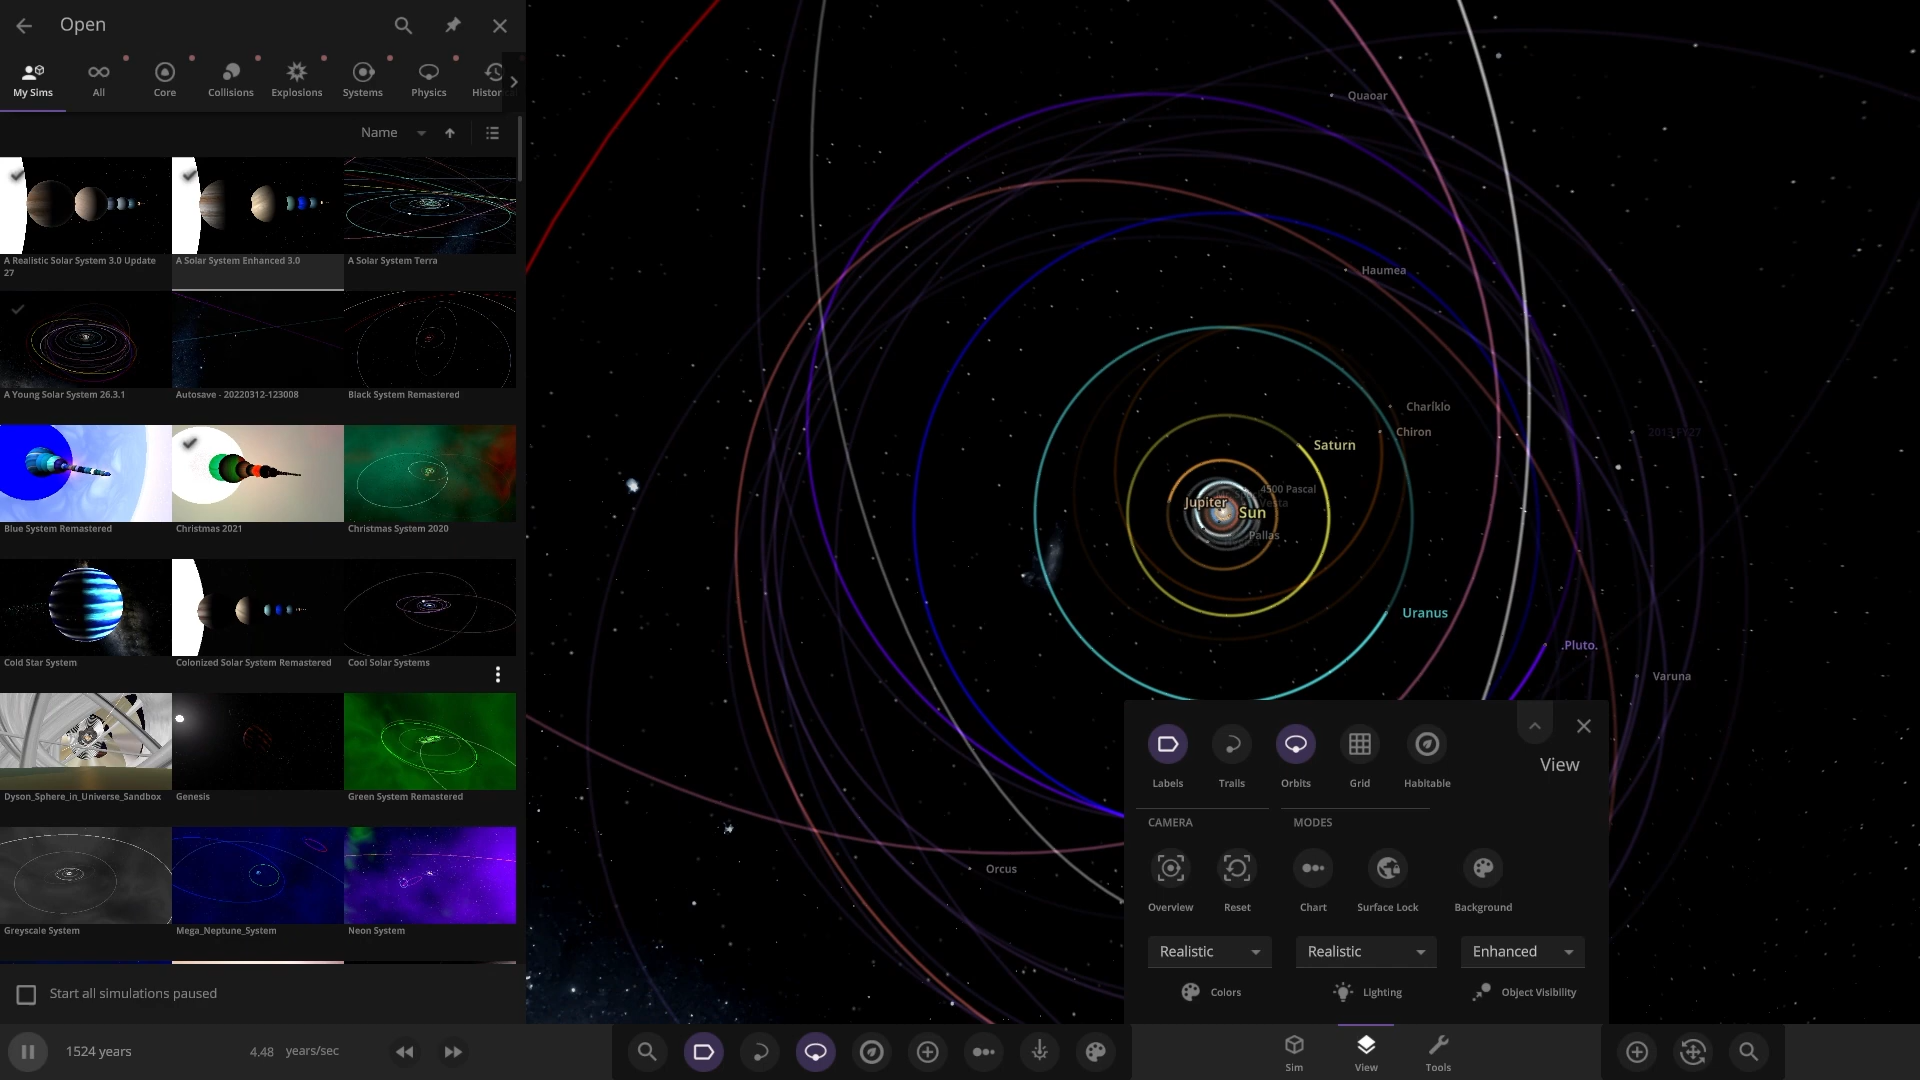 Open
My Sims
All
Core
Collisions
Explosions
Systems
Physics
Name
A Realistic Solar System 3.0 Update
27
A Solar System Enhanced 3.0
A Solar System Terra
A Young Solar System 26.3.1
Autosave - 20220312-123008
Black System Remastered
Blue System Remastered
Christmas 2021
Christmas System 2020
Cold Star System
Colonized Solar System Remastered
Cool Solar Systems
Dyson_Sphere_in_Universe_Sandbox
Genesis
Green System Remastered
Greyscale System
Mega_Neptune_System
Neon System
Start all simulations paused
1524 years
4.48 years/sec
Quaoar
Haumea
Chariklo
Chiron
2013 FY27
Saturn
4500 Pascal
Vesta
Jupiter
Sun
Pallas
Uranus
.Pluto.
Varuna
Orcus
View
Labels
Trails
Orbits
Grid
Habitable
CAMERA
MODES
Overview
Reset
Chart
Surface Lock
Background
Realistic
Realistic
Enhanced
Colors
Lighting
Object Visibility
Sim
View
Tools